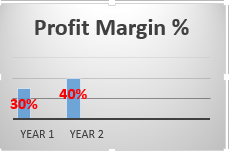 Profit Margin %
30% 40%
YEAR 1 YEAR 2